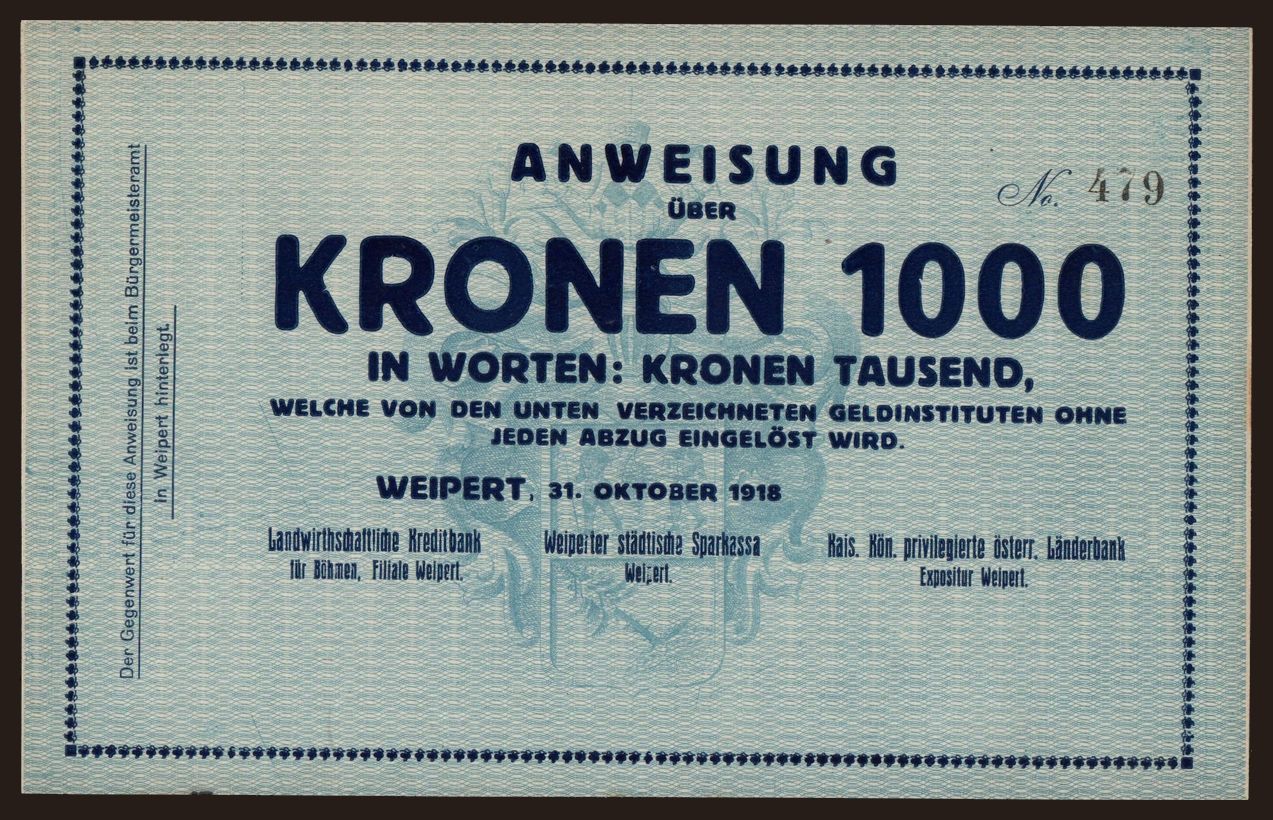 ANWEISUNG
No. 479
ÜBER
KRONEN 1000
IN WORTEN: KRONEN TAUSEND,
WELCHE VON DEN UNTEN VERZEICHNETEN GELDINSTITUTEN OHNE
JEDEN ABZUG EINGELÖST WIRD.
WEIPERT, 31. OKTOBER 1918
Landwirthschaftliche Kreditbank
für Böhmen, Filiale Weipert.
Weiperter städtische Sparkassa
Weipert.
Kais. Kön. privilegierte österr. Länderbank
Expositur Weipert.
Der Gegenwert für diese Anweisung ist beim Bürgermeisteramt
in Weipert hinterlegt.